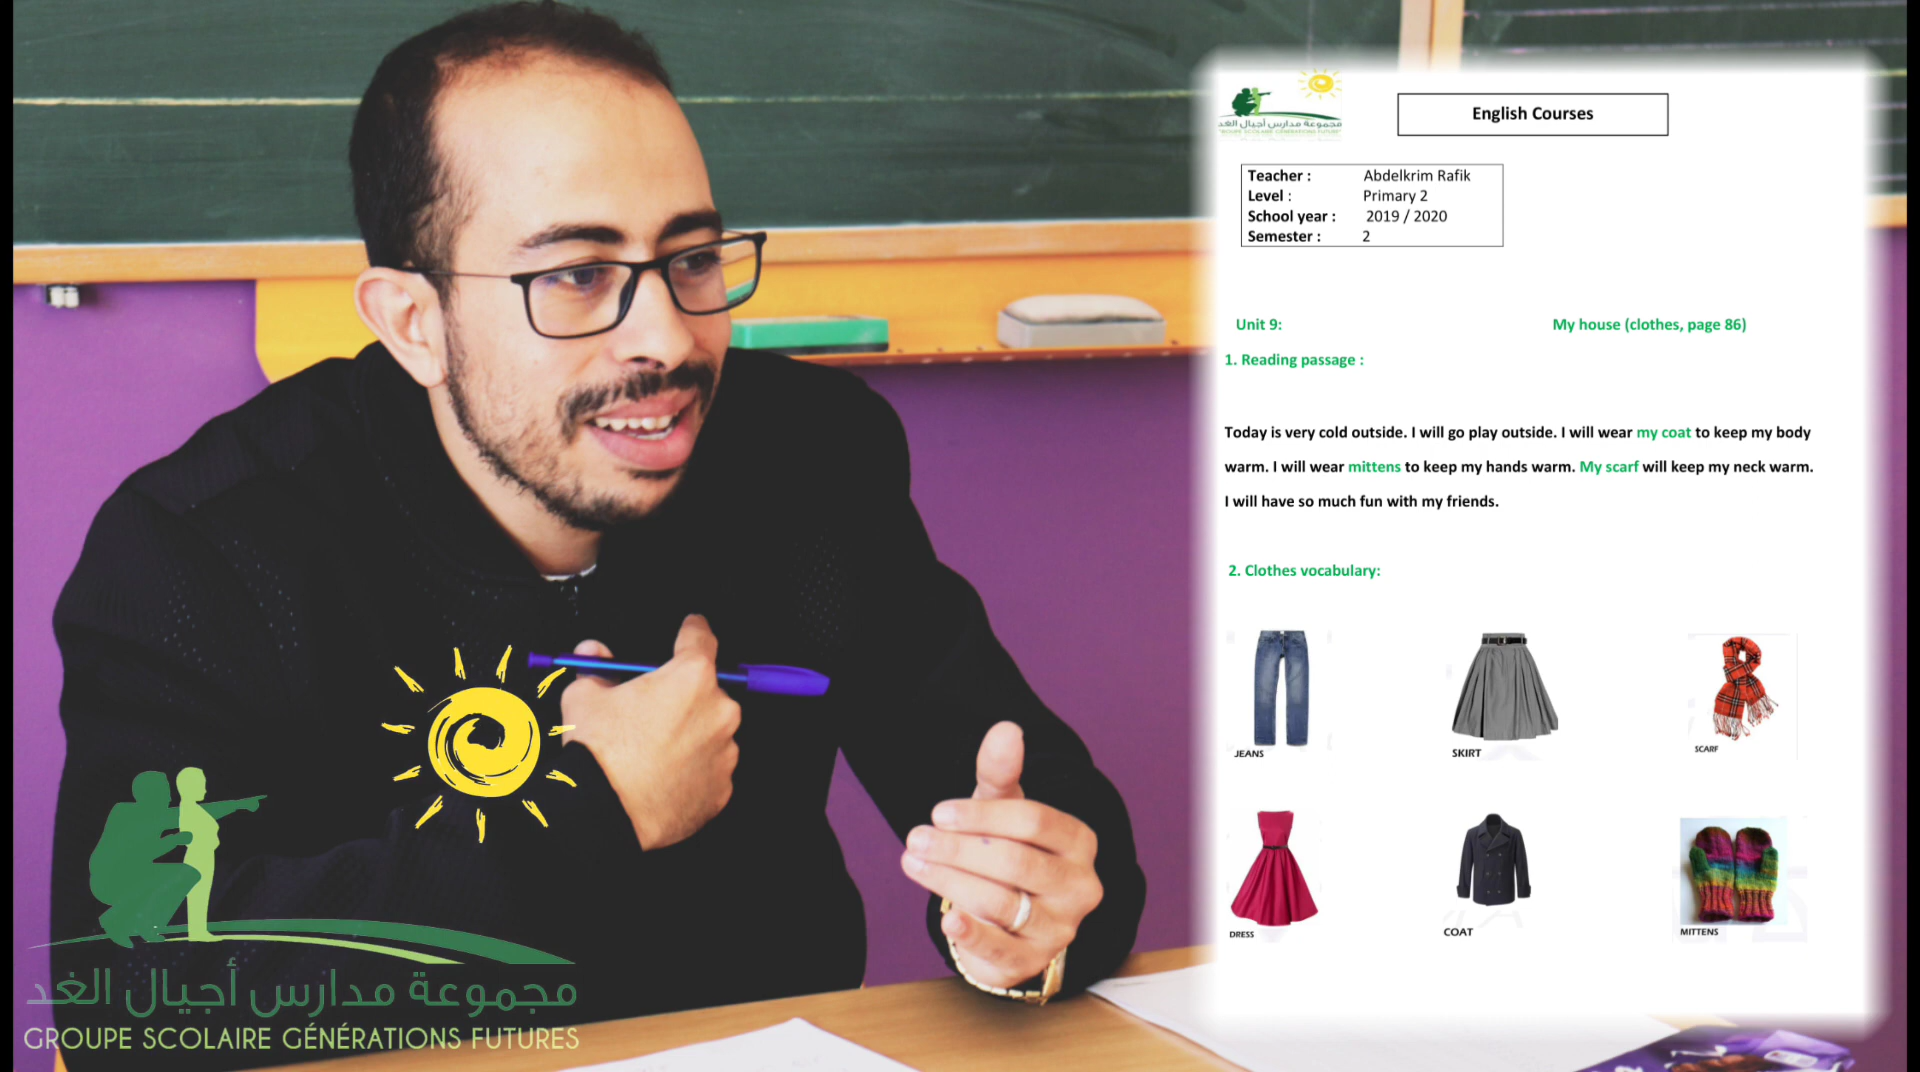 مجموعة مدارس أجيال الغد
GROUPE SCOLAIRE GÉNÉRATIONS FUTURES
مجموعة مدارس أجيال الغد
"GROUPE SCOLAIRE GÉNÉRATIONS FUTURES"
English Courses
Teacher : Abdelkrim Rafik
Level : Primary 2
School year : 2019 / 2020
Semester : 2
Unit 9: My house (clothes, page 86)
1. Reading passage :
Today is very cold outside. I will go play outside. I will wear my coat to keep my body
warm. I will wear mittens to keep my hands warm. My scarf will keep my neck warm.
I will have so much fun with my friends.
2. Clothes vocabulary:
JEANS SKIRT SCARF
DRESS COAT MITTENS